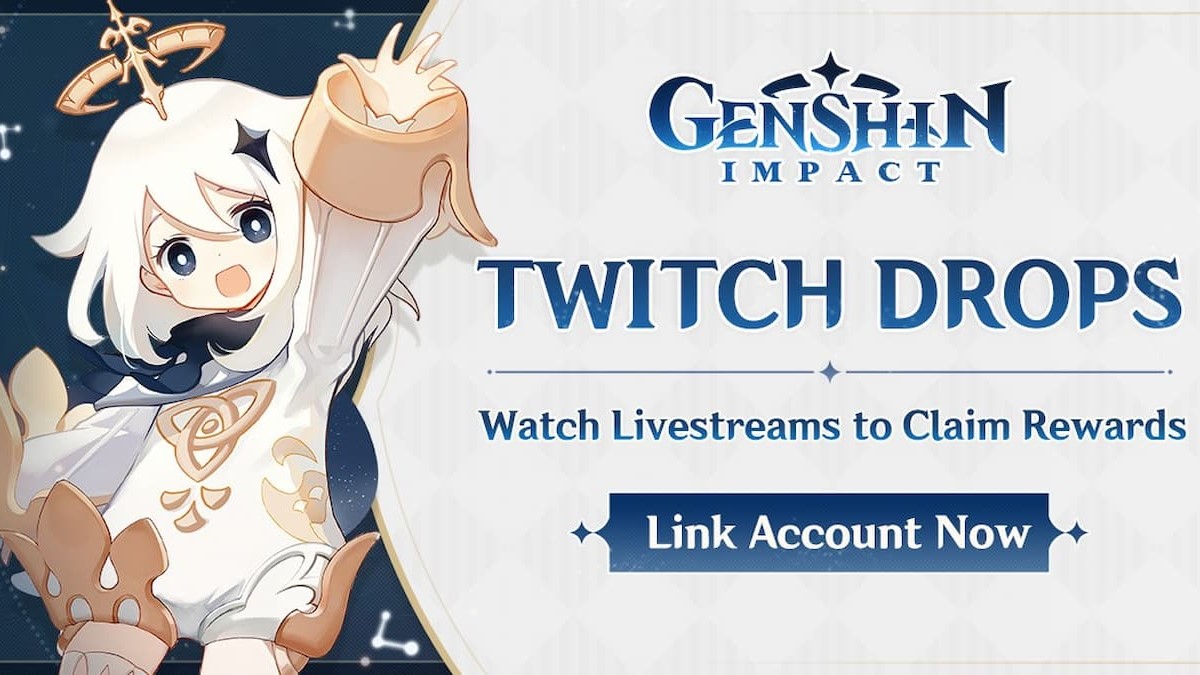 GENSHIN
IMPACT
TWITCH DROPS
Watch Livestreams to Claim Rewards
Link Account Now